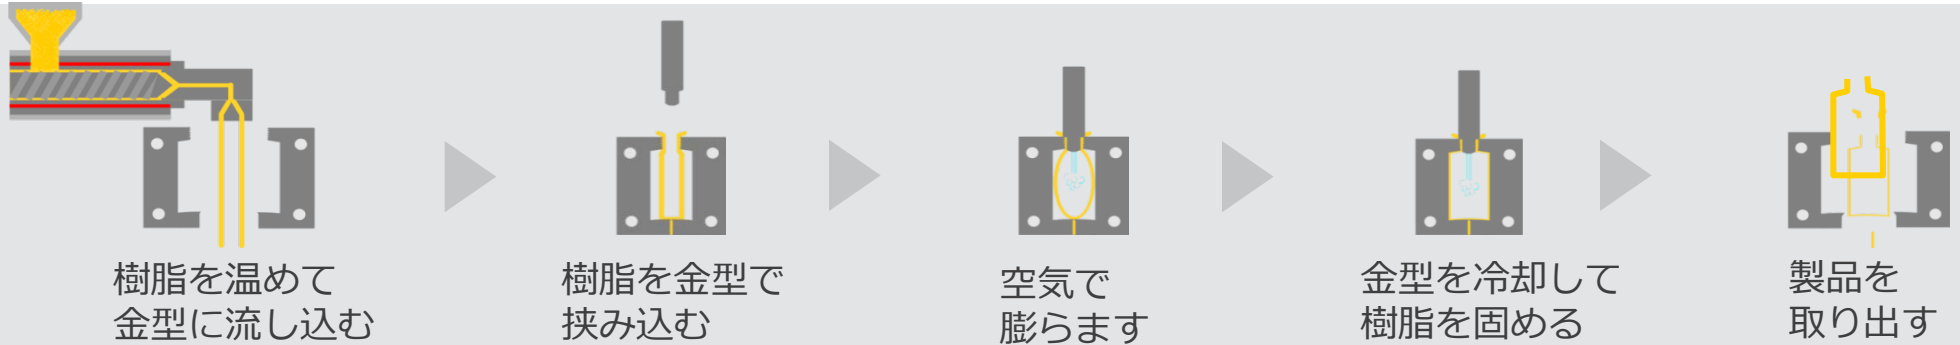 樹脂を温めて
金型に流し込む
樹脂を金型で
挟み込む
空気で
膨らます
金型を冷却して
樹脂を固める
製品を
取り出す